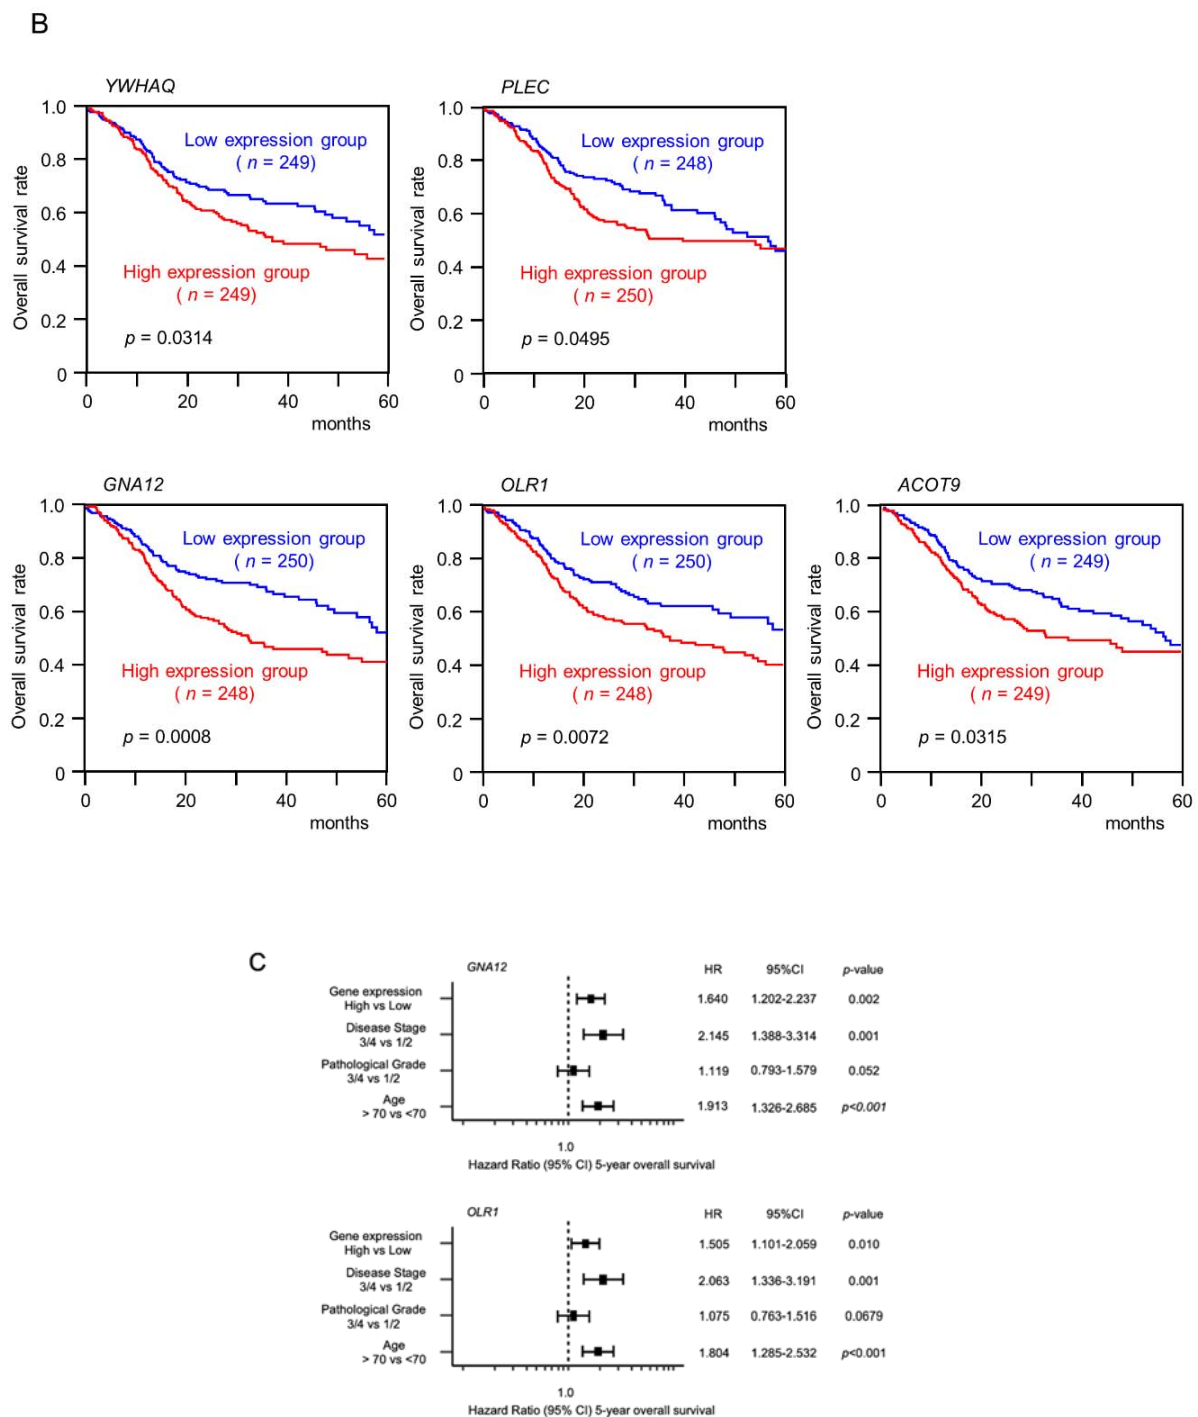 B
YWHAQ
1.0
0.8
0.6
0.4
0.2
0
Overall survival rate
Low expression group
( n = 249)
High expression group
( n = 249)
p = 0.0314
0 20 40 60
months
PLEC
1.0
0.8
0.6
0.4
0.2
0
Overall survival rate
Low expression group
( n = 248)
High expression group
( n = 250)
p = 0.0495
0 20 40 60
months
GNA12
1.0
0.8
0.6
0.4
0.2
0
Overall survival rate
Low expression group
( n = 250)
High expression group
( n = 248)
p = 0.0008
0 20 40 60
months
OLR1
1.0
0.8
0.6
0.4
0.2
0
Overall survival rate
Low expression group
( n = 250)
High expression group
( n = 248)
p = 0.0072
0 20 40 60
months
ACOT9
1.0
0.8
0.6
0.4
0.2
0
Overall survival rate
Low expression group
( n = 249)
High expression group
( n = 249)
p = 0.0315
0 20 40 60
months
C
GNA12 HR 95%CI p-value
Gene expression
High vs Low 1.640 1.202-2.237 0.002
Disease Stage
3/4 vs 1/2 2.145 1.388-3.314 0.001
Pathological Grade
3/4 vs 1/2 1.119 0.793-1.579 0.052
Age
> 70 vs <70 1.913 1.326-2.685 p<0.001
1.0
Hazard Ratio (95% CI) 5-year overall survival
OLR1 HR 95%CI p-value
Gene expression
High vs Low 1.505 1.101-2.059 0.010
Disease Stage
3/4 vs 1/2 2.063 1.336-3.191 0.001
Pathological Grade
3/4 vs 1/2 1.075 0.763-1.516 0.0679
Age
> 70 vs <70 1.804 1.285-2.532 p<0.001
1.0
Hazard Ratio (95% CI) 5-year overall survival